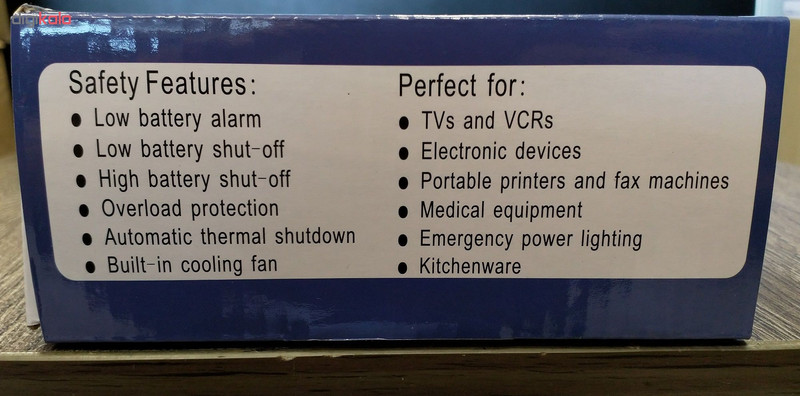 digikala
Safety Features:
● Low battery alarm
● Low battery shut-off
● High battery shut-off
● Overload protection
● Automatic thermal shutdown
● Built-in cooling fan
Perfect for:
● TVs and VCRs
● Electronic devices
● Portable printers and fax machines
● Medical equipment
● Emergency power lighting
● Kitchenware